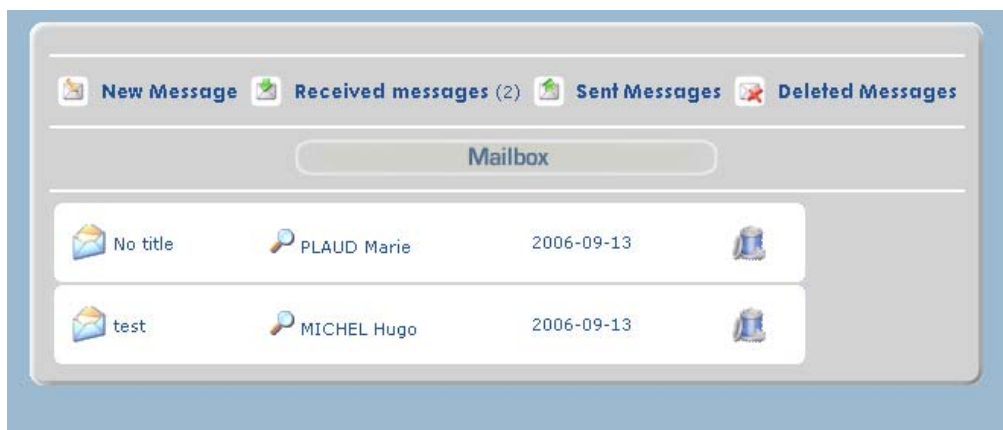 New Message Received messages (2) Sent Messages Deleted Messages
Mailbox
No title PLAUD Marie 2006-09-13
test MICHEL Hugo 2006-09-13